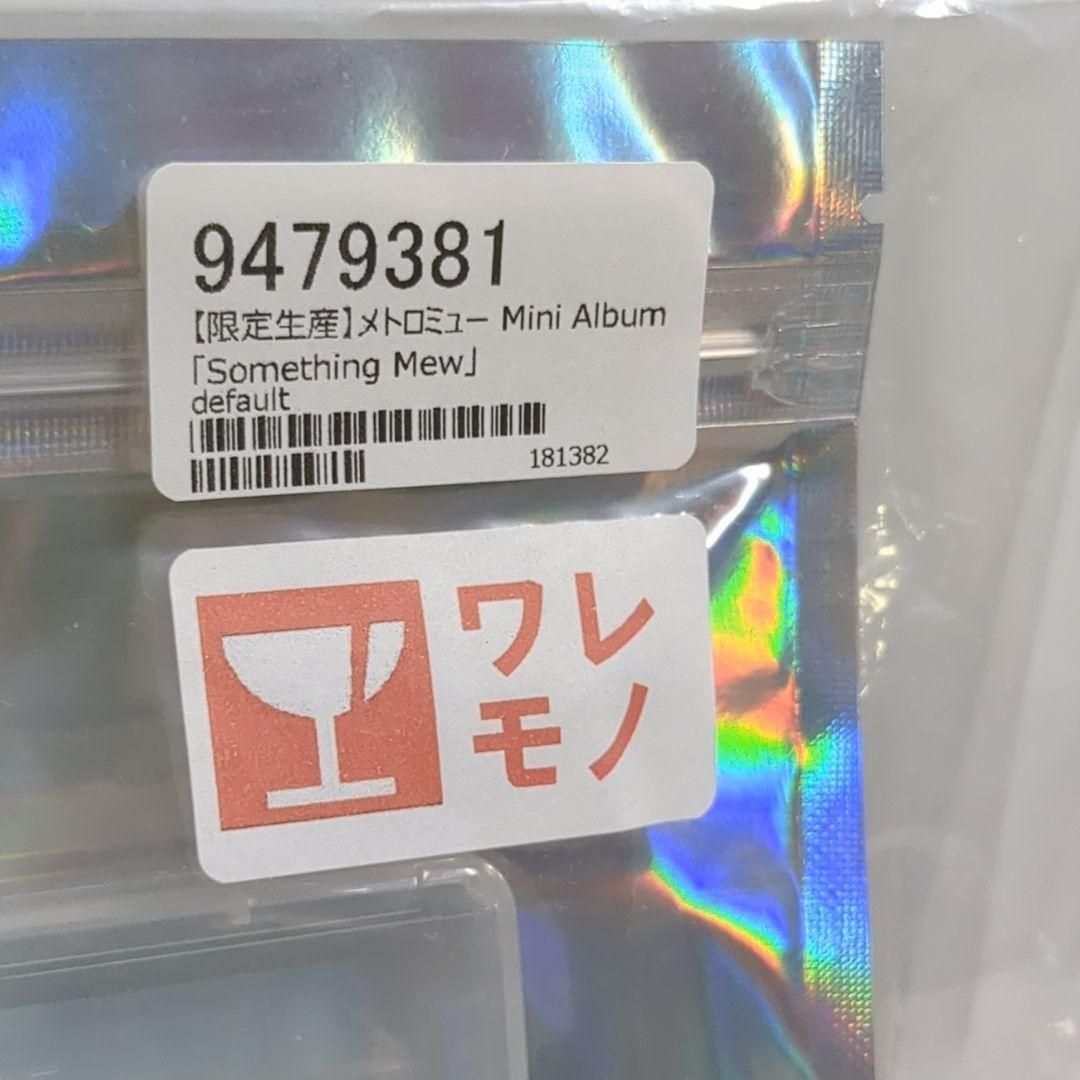 9479381
【限定生産】メトロミュー Mini Album
「Something Mew」
default
181382
ワレ
モノ